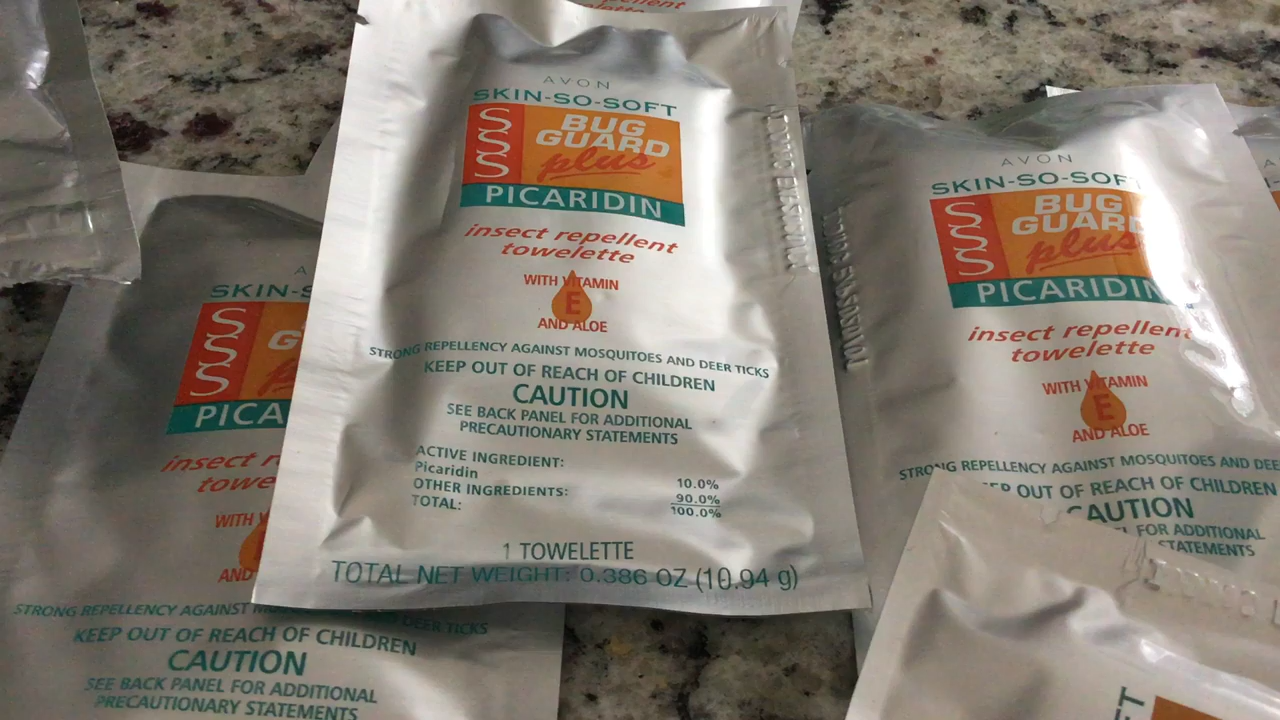 AVON
SKIN-SO-SOFT
SSS
BUG
GUARD
plus
PICARIDIN
insect repellent
towelette
WITH VITAMIN
E
AND ALOE
STRONG REPELLENCY AGAINST MOSQUITOES AND DEER TICKS
KEEP OUT OF REACH OF CHILDREN
CAUTION
SEE BACK PANEL FOR ADDITIONAL
PRECAUTIONARY STATEMENTS
ACTIVE INGREDIENT:
Picaridin 10.0%
OTHER INGREDIENTS: 90.0%
TOTAL: 100.0%
1 TOWELETTE
TOTAL NET WEIGHT: 0.386 OZ (10.94 g)
AVON
SKIN-SO-SOFT
SSS
BUG
GUARD
plus
PICARIDIN
insect repellent
towelette
WITH VITAMIN
E
AND ALOE
STRONG REPELLENCY AGAINST MOSQUITOES AND DEE
OUT OF REACH OF CHILDREN
CAUTION
FOR ADDITIONAL
STATEMENTS
SKIN-S
SSS
G
PICA
insect
towe
WITH
AND
STRONG REPELLENCY AGAINST DEER TICKS
KEEP OUT OF REACH OF CHILDREN
CAUTION
SEE BACK PANEL FOR ADDITIONAL
PRECAUTIONARY STATEMENTS